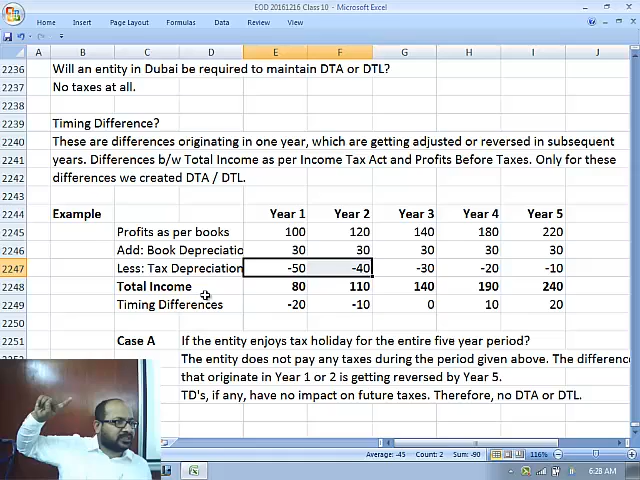 EOD 20161216 Class 10 - Microsoft Excel
Home Insert Page Layout Formulas Data Review View
A B C D E F G H I J
2236 Will an entity in Dubai be required to maintain DTA or DTL?
2237 No taxes at all.
2238
2239 Timing Difference?
2240 These are differences originating in one year, which are getting adjusted or reversed in subsequent
2241 years. Differences b/w Total Income as per Income Tax Act and Profits Before Taxes. Only for these
2242 differences we created DTA / DTL.
2243
2244 Example Year 1 Year 2 Year 3 Year 4 Year 5
2245 Profits as per books 100 120 140 180 220
2246 Add: Book Depreciatio 30 30 30 30 30
2247 Less: Tax Depreciation -50 -40 -30 -20 -10
2248 Total Income 80 110 140 190 240
2249 Timing Differences -20 -10 0 10 20
2250
2251 Case A If the entity enjoys tax holiday for the entire five year period?
The entity does not pay any taxes during the period given above. The difference
that originate in Year 1 or 2 is getting reversed by Year 5.
TD's, if any, have no impact on future taxes. Therefore, no DTA or DTL.
Average: -45 Count: 2 Sum: -90 116%
6:28 AM